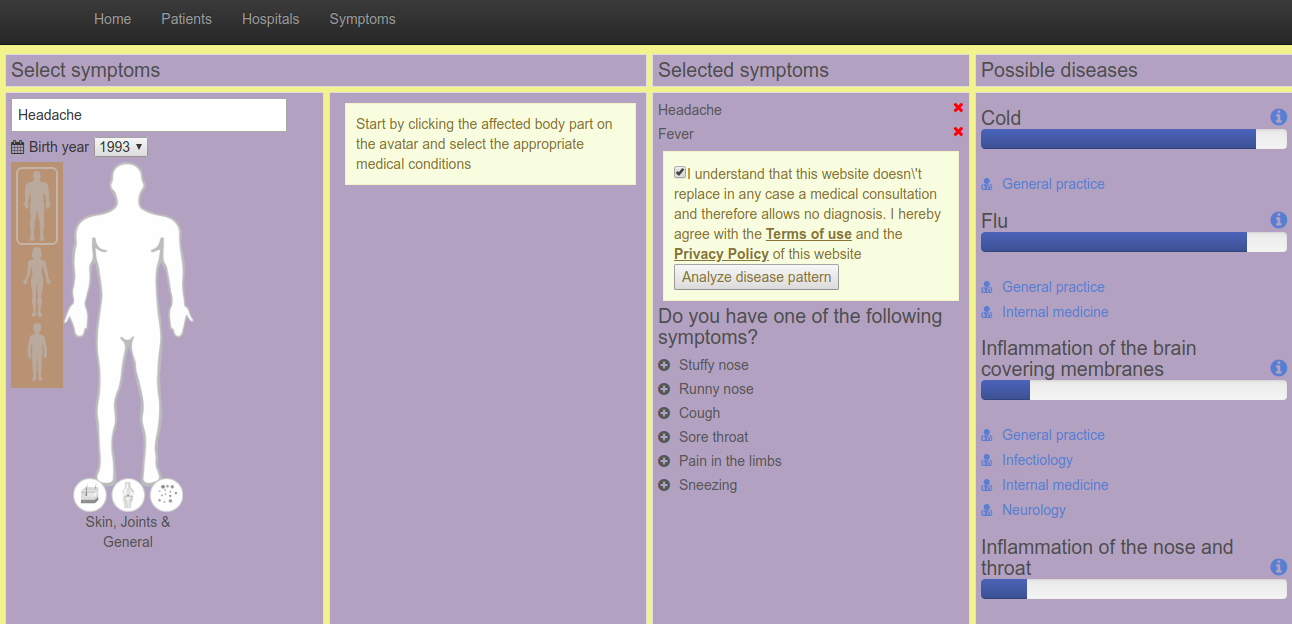 Home Patients Hospitals Symptoms
Select symptoms
Headache
Birth year 1993
Skin, Joints &
General
Start by clicking the affected body part on
the avatar and select the appropriate
medical conditions
Selected symptoms
Headache
Fever
I understand that this website doesn\'t
replace in any case a medical consultation
and therefore allows no diagnosis. I hereby
agree with the Terms of use and the
Privacy Policy of this website
Analyze disease pattern
Do you have one of the following
symptoms?
Stuffy nose
Runny nose
Cough
Sore throat
Pain in the limbs
Sneezing
Possible diseases
Cold
General practice
Flu
General practice
Internal medicine
Inflammation of the brain
covering membranes
General practice
Infectiology
Internal medicine
Neurology
Inflammation of the nose and
throat